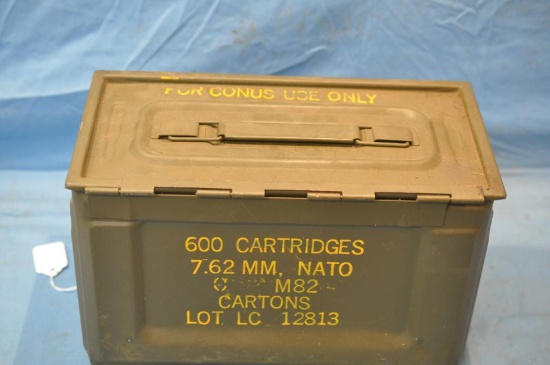 FOR CONUS USE ONLY
600 CARTRIDGES
7.62 MM, NATO
M82
CARTONS
LOT LC 12813